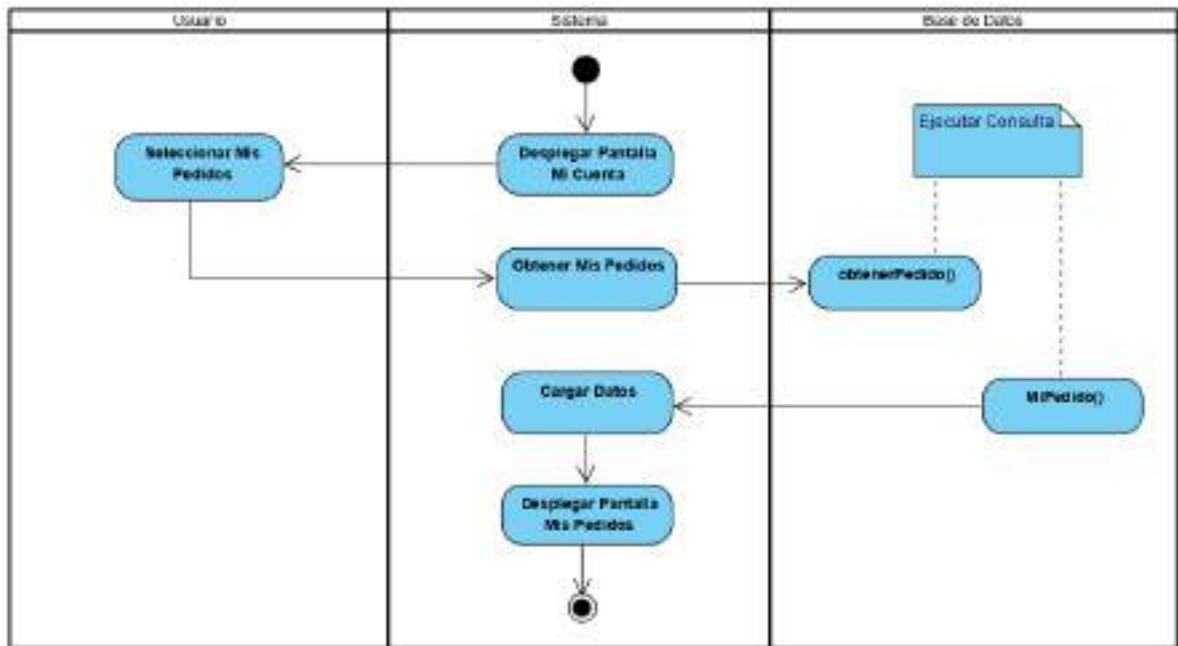 Usuario
Sistema
Base de Datos
Ejecutar Consulta
Seleccionar Mis
Pedidos
Desplegar Pantalla
Mi Cuenta
Obtener Mis Pedidos
obtenerPedido()
Cargar Datos
MiPedido()
Desplegar Pantalla
Mis Pedidos